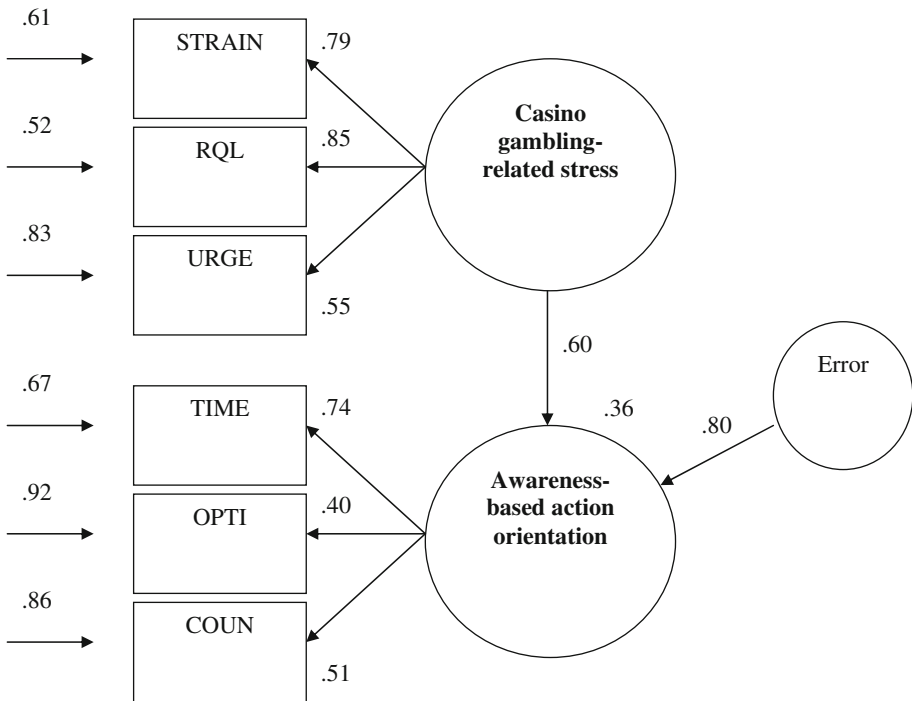 .61
STRAIN
.79
Casino
gambling-
related stress
.52
RQL
.85
.83
URGE
.55
.60
Error
.67
TIME
.74
.36
.80
Awareness-
based action
orientation
.92
OPTI
.40
.86
COUN
.51